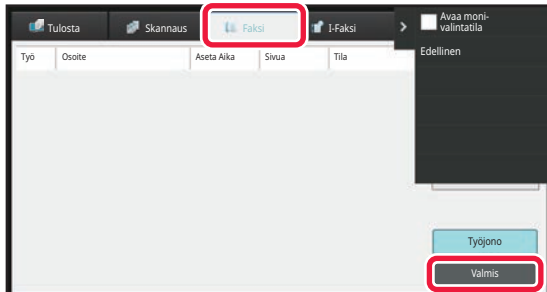 Tulosta
Skannaus
Faksi
I-Faksi
Avaa moni-
valintatila
Edellinen
Työ
Osoite
Aseta Aika
Sivua
Tila
Työjono
Valmis